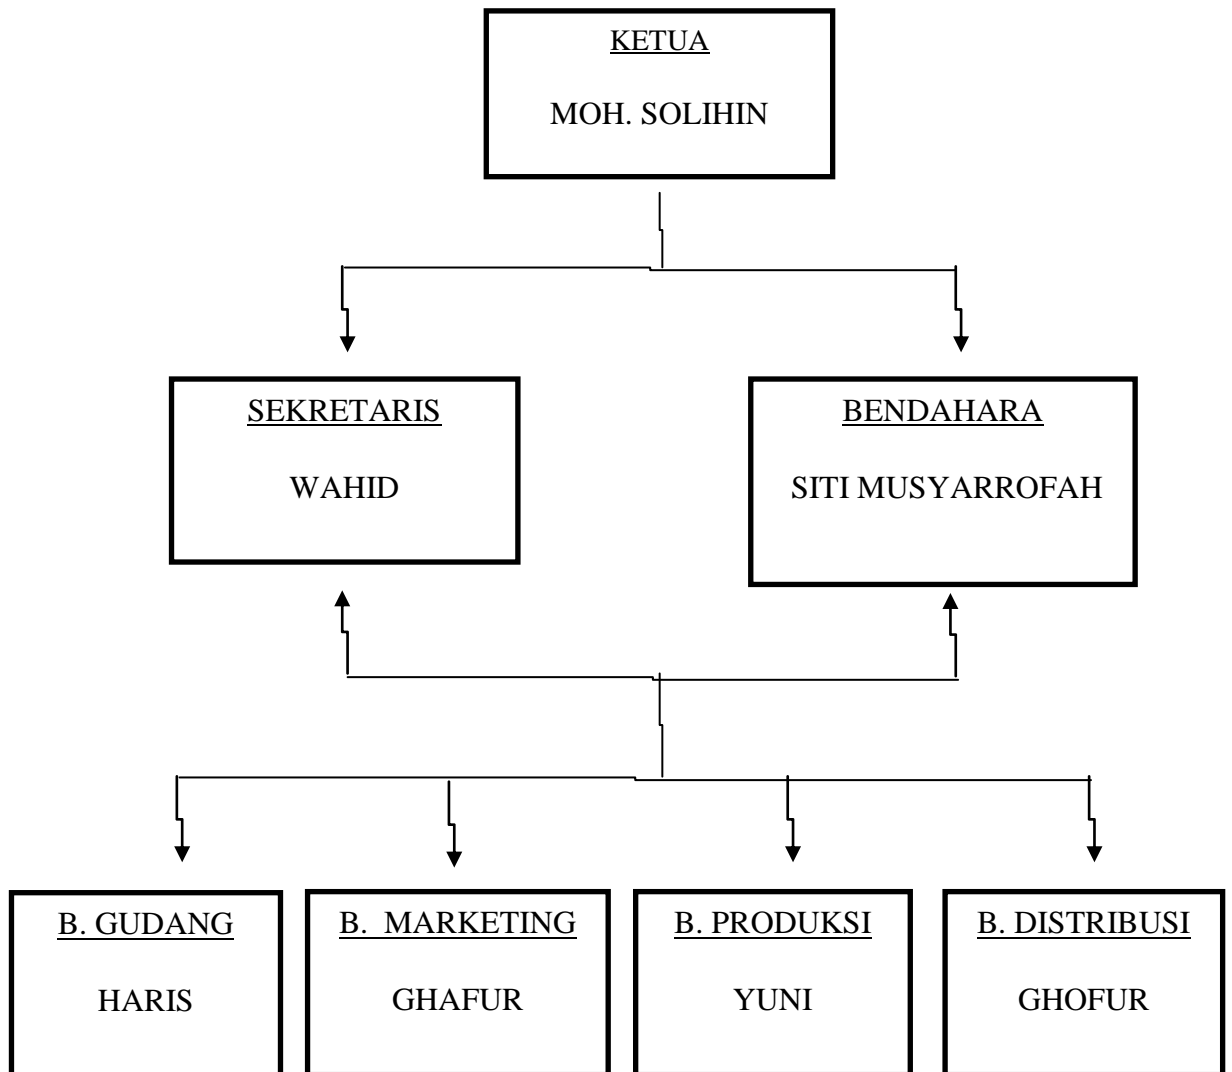 KETUA
MOH. SOLIHIN
SEKRETARIS
WAHID
BENDAHARA
SITI MUSYARROFAH
B. GUDANG
HARIS
B. MARKETING
GHAFUR
B. PRODUKSI
YUNI
B. DISTRIBUSI
GHOFUR